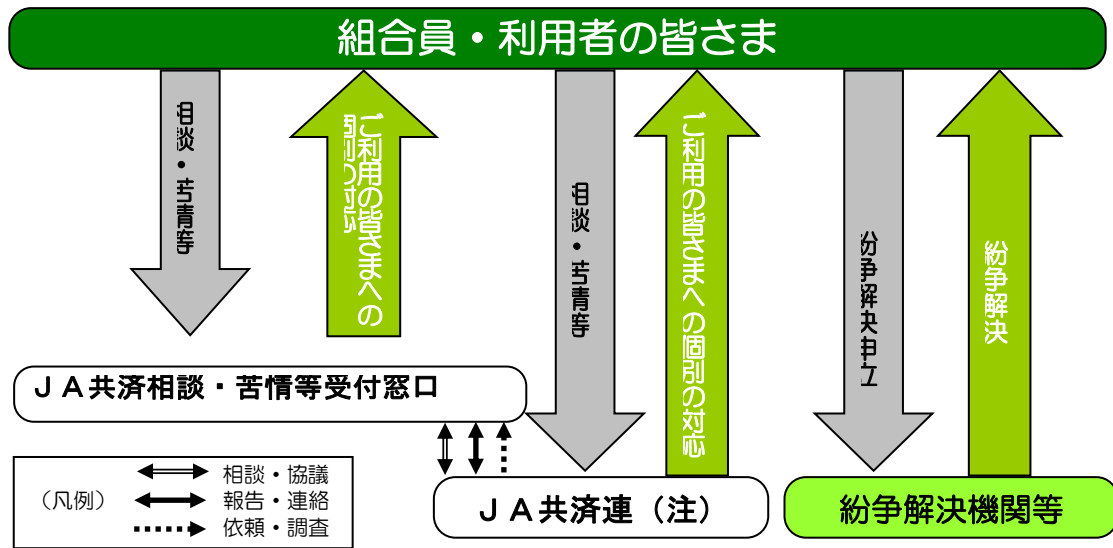 組合員・利用者の皆さま
相談・苦情等
ご利用の皆さまへの
個別の対応
相談・苦情等
ご利用の皆さまへの個別の対応
紛争解決申立
紛争解決
ＪＡ共済相談・苦情等受付窓口
（凡例）
相談・協議
報告・連絡
依頼・調査
ＪＡ共済連（注）
紛争解決機関等